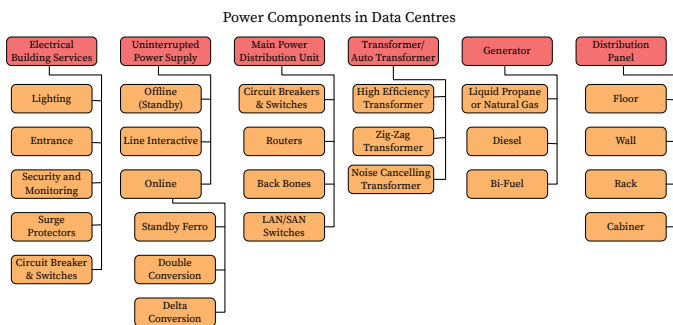 Power Components in Data Centres
Electrical
Building Services
Lighting
Entrance
Security and
Monitoring
Surge
Protectors
Circuit Breaker
& Switches
Uninterrupted
Power Supply
Offline
(Standby)
Line Interactive
Online
Standby Ferro
Double
Conversion
Delta
Conversion
Main Power
Distribution Unit
Circuit Breakers
& Switches
Routers
Back Bones
LAN/SAN
Switches
Transformer/
Auto Transformer
High Efficiency
Transformer
Zig-Zag
Transformer
Noise Cancelling
Transformer
Generator
Liquid Propane
or Natural Gas
Diesel
Bi-Fuel
Distribution
Panel
Floor
Wall
Rack
Cabiner